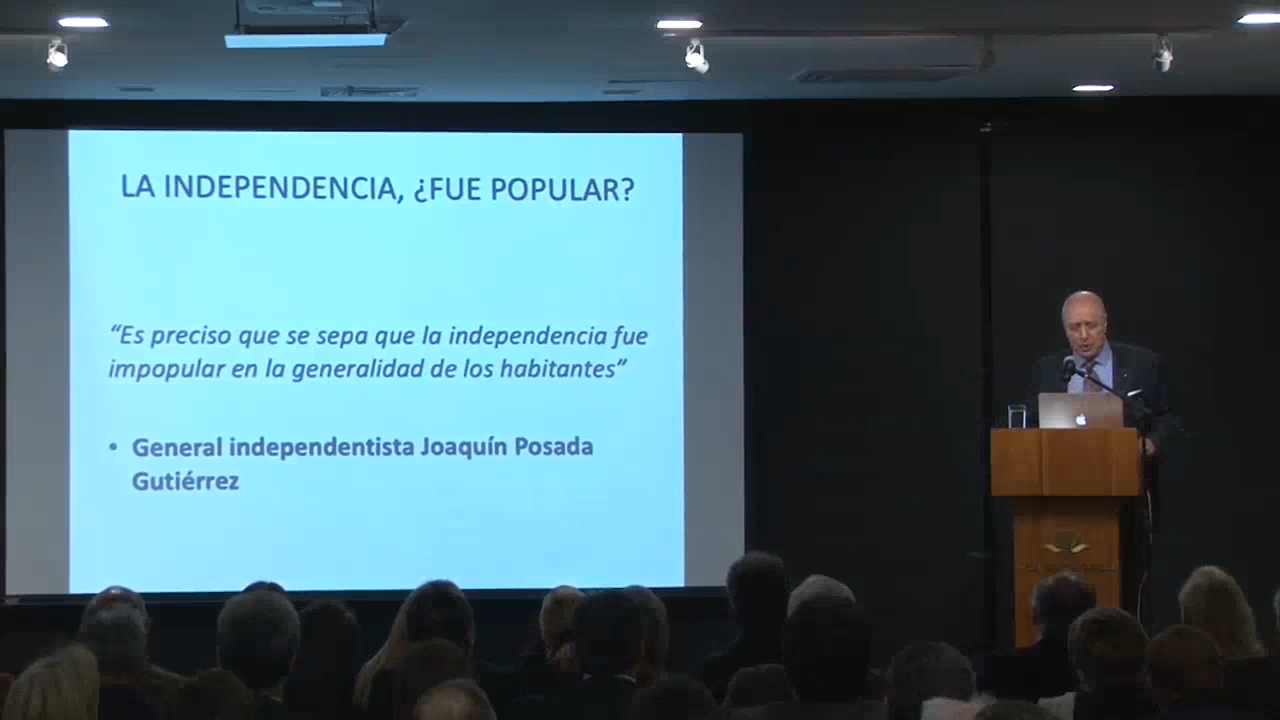 LA INDEPENDENCIA, ¿FUE POPULAR?
“Es preciso que se sepa que la independencia fue
impopular en la generalidad de los habitantes”
• General independentista Joaquín Posada
Gutiérrez